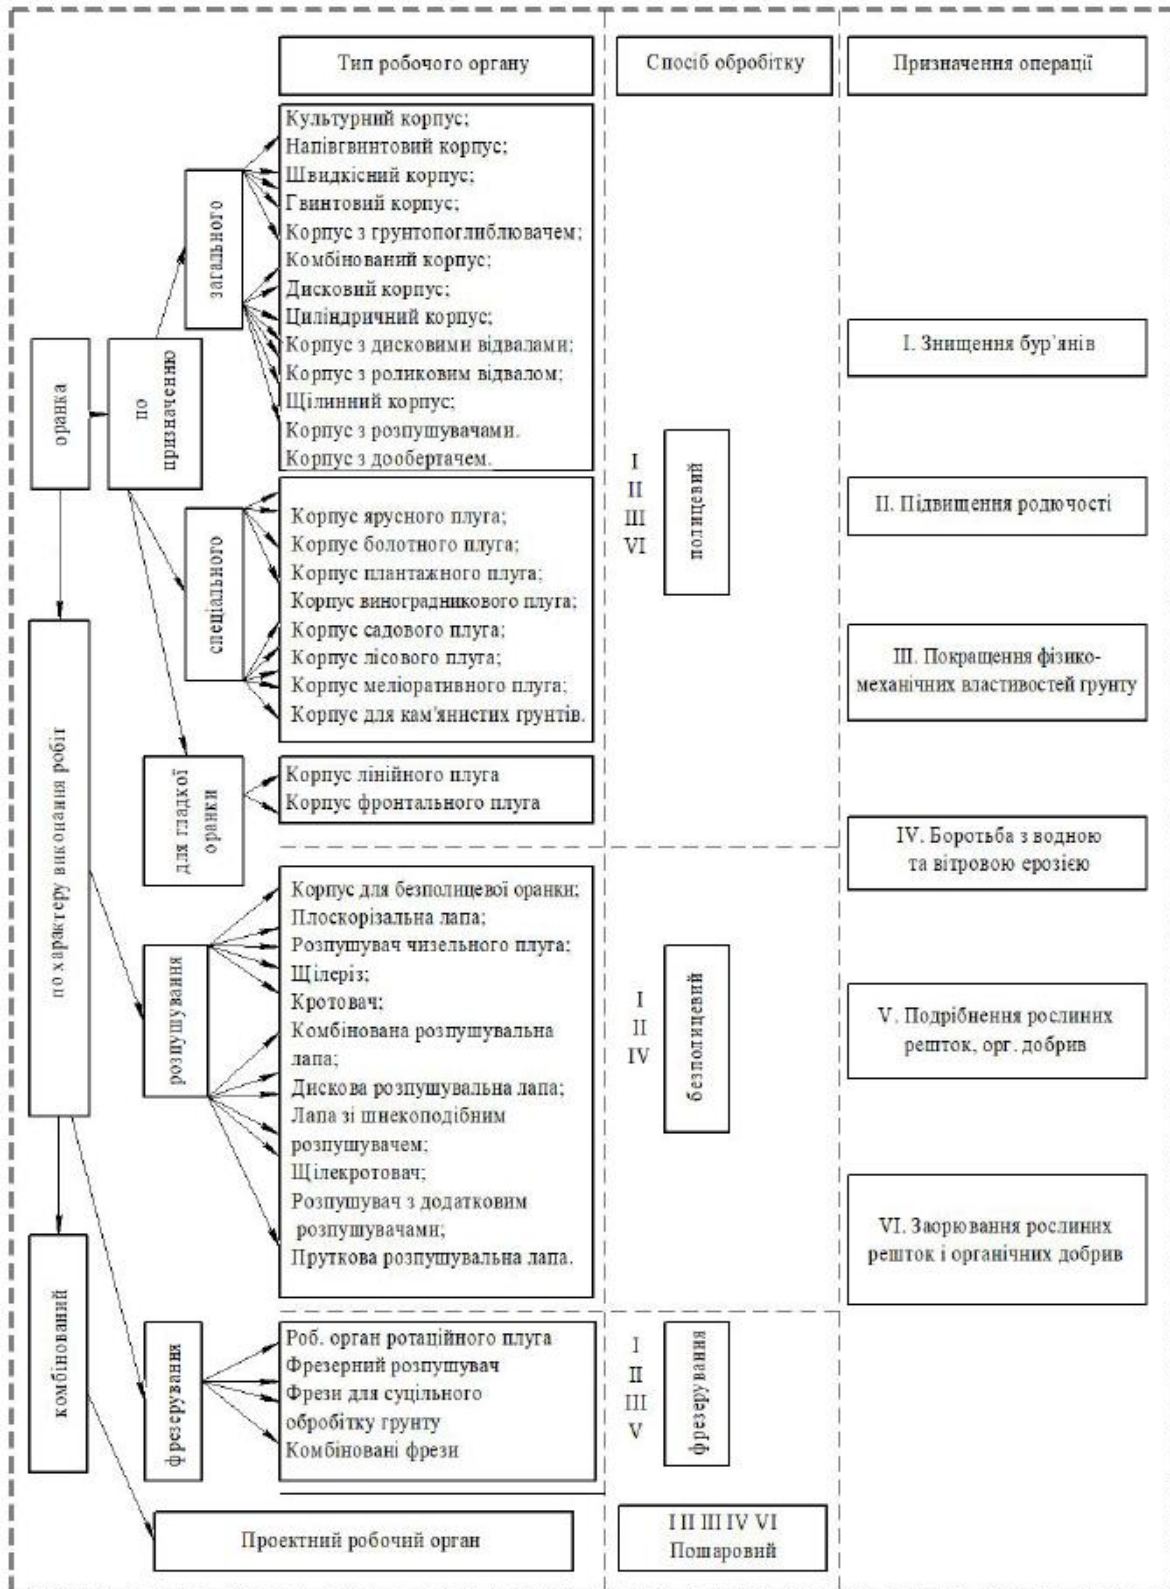 Тип робочого органу
Спосіб обробітку
Призначення операції
оранка
по
призначенню
загального
Культурний корпус;
Напівгвинтовий корпус;
Швидкісний корпус;
Гвинтовий корпус;
Корпус з грунтопоглиблювачем;
Комбінований корпус;
Дисковий корпус;
Циліндричний корпус;
Корпус з дисковими відвалами;
Корпус з роликовим відвалом;
Щілинний корпус;
Корпус з розпушувачами.
Корпус з дообертачем.
спеціального
Корпус ярусного плуга;
Корпус болотного плуга;
Корпус плантажного плуга;
Корпус виноградникового плуга;
Корпус садового плуга;
Корпус лісового плуга;
Корпус меліоративного плуга;
Корпус для кам'янистих грунтів.
для гладкої
оранки
Корпус лінійного плуга
Корпус фронтального плуга
I
II
III
VI
полицевий
по характеру виконання робіт
розпушування
Корпус для безполицевої оранки;
Плоскорізальна лапа;
Розпушувач чизельного плуга;
Щілеріз;
Кротовач;
Комбінована розпушувальна
лапа;
Дискова розпушувальна лапа;
Лапа зі шнекоподібним
розпушувачем;
Щілекротовач;
Розпушувач з додатковим
розпушувачами;
Пруткова розпушувальна лапа.
I
II
IV
безполицевий
комбінований
фрезерування
Роб. орган ротаційного плуга
Фрезерний розпушувач
Фрези для суцільного
обробітку грунту
Комбіновані фрези
I
II
III
V
фрезерування
Проектний робочий орган
I II III IV VI
Пошаровий
I. Знищення бур’янів
II. Підвищення родючості
III. Покращення фізико-
механічних властивостей грунту
IV. Боротьба з водною
та вітровою ерозією
V. Подрібнення рослиних
решток, орг. добрив
VI. Заорювання рослиних
решток і органічних добрив